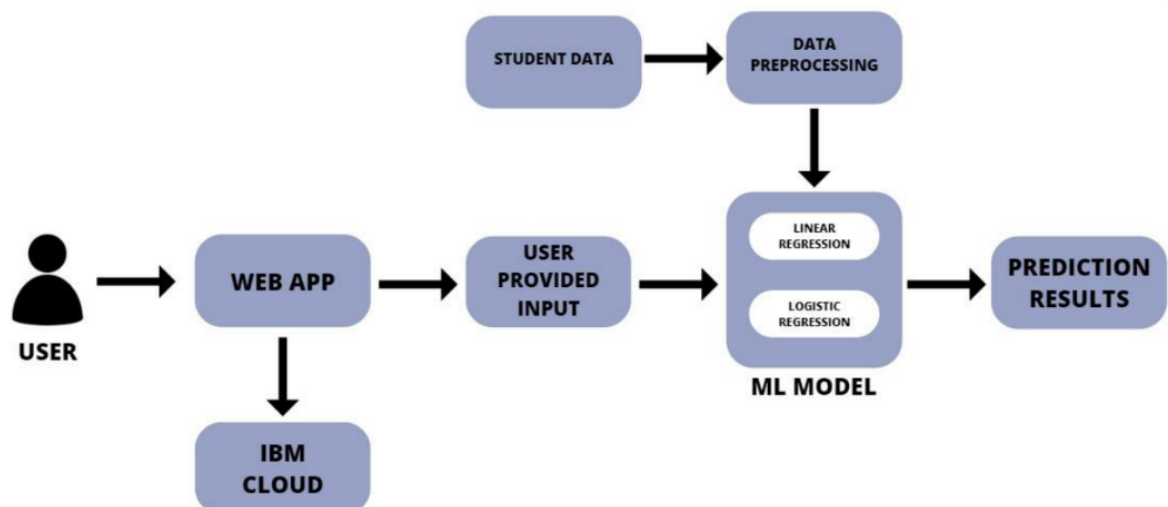 STUDENT DATA
DATA
PREPROCESSING
LINEAR
REGRESSION
USER
WEB APP
USER
PROVIDED
INPUT
LOGISTIC
REGRESSION
ML MODEL
PREDICTION
RESULTS
IBM
CLOUD